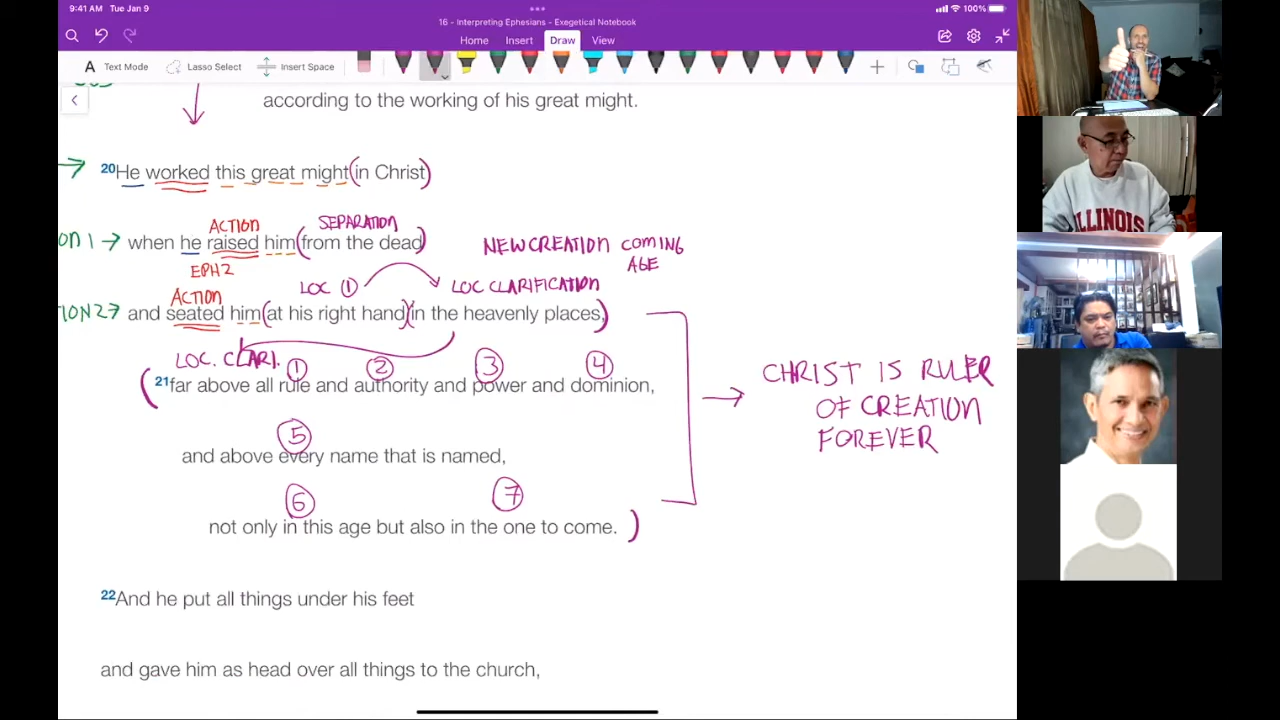 9:41 AM Tue Jan 9
100%
16 - Interpreting Ephesians - Exegetical Notebook
Home Insert Draw View
A Text Mode Lasso Select Insert Space
according to the working of his great might.
20He worked this great might (in Christ)
ACTION SEPARATION
ON 1 → when he raised him (from the dead) NEW CREATION COMING
AGE
EPH 2
ACTION LOC ① LOC CLARIFICATION
TION 2 → and seated him (at his right hand)(in the heavenly places,)
LOC. CLARI. ① ② ③ ④
(21far above all rule and authority and power and dominion,
→ CHRIST IS RULER
OF CREATION
FOREVER
⑤
and above every name that is named,
⑥ ⑦
not only in this age but also in the one to come. )
22And he put all things under his feet
and gave him as head over all things to the church,
ILLINOIS